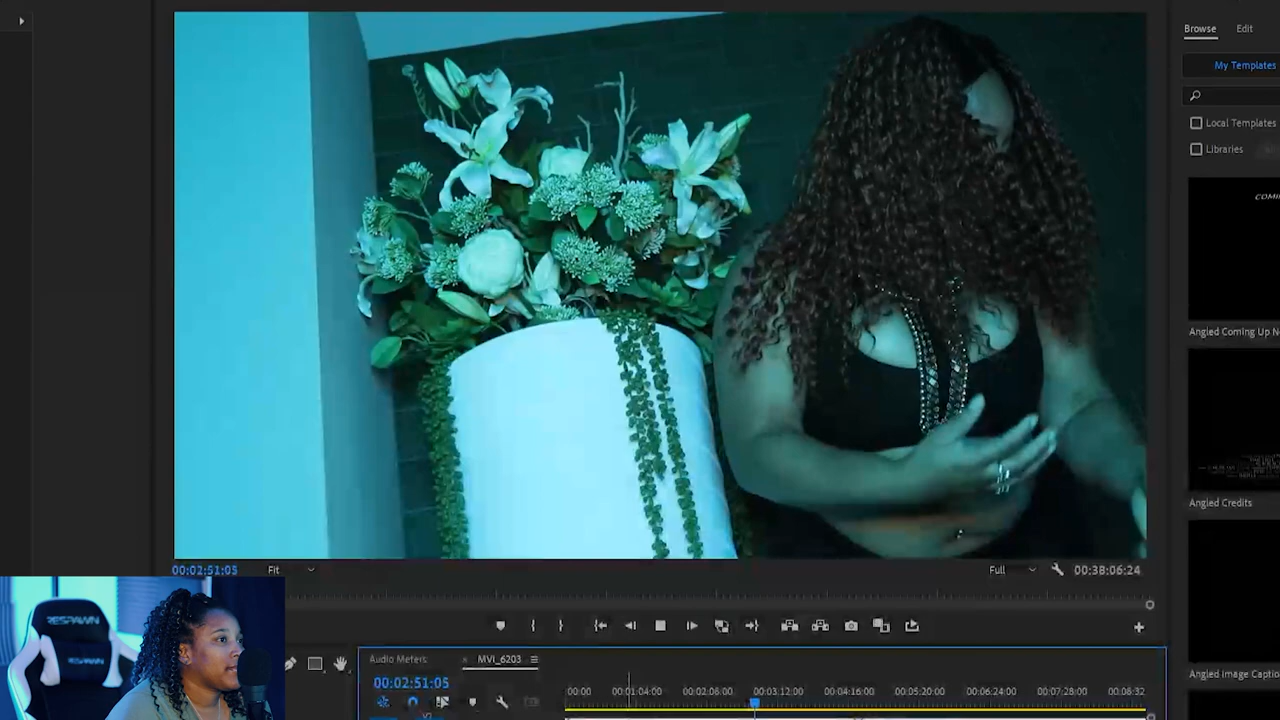 Browse Edit
My Templates
Local Templates
Libraries
Angled Coming Up N
Angled Credits
Angled Image Captio
00:02:51:05 Fit Full 00:38:06:24
RESPAWN
RESPAWN
Audio Meters × MVI_6203
00:02:51:05
:00:00 00:01:04:00 00:02:08:00 00:03:12:00 00:04:16:00 00:05:20:00 00:06:24:00 00:07:28:00 00:08:32